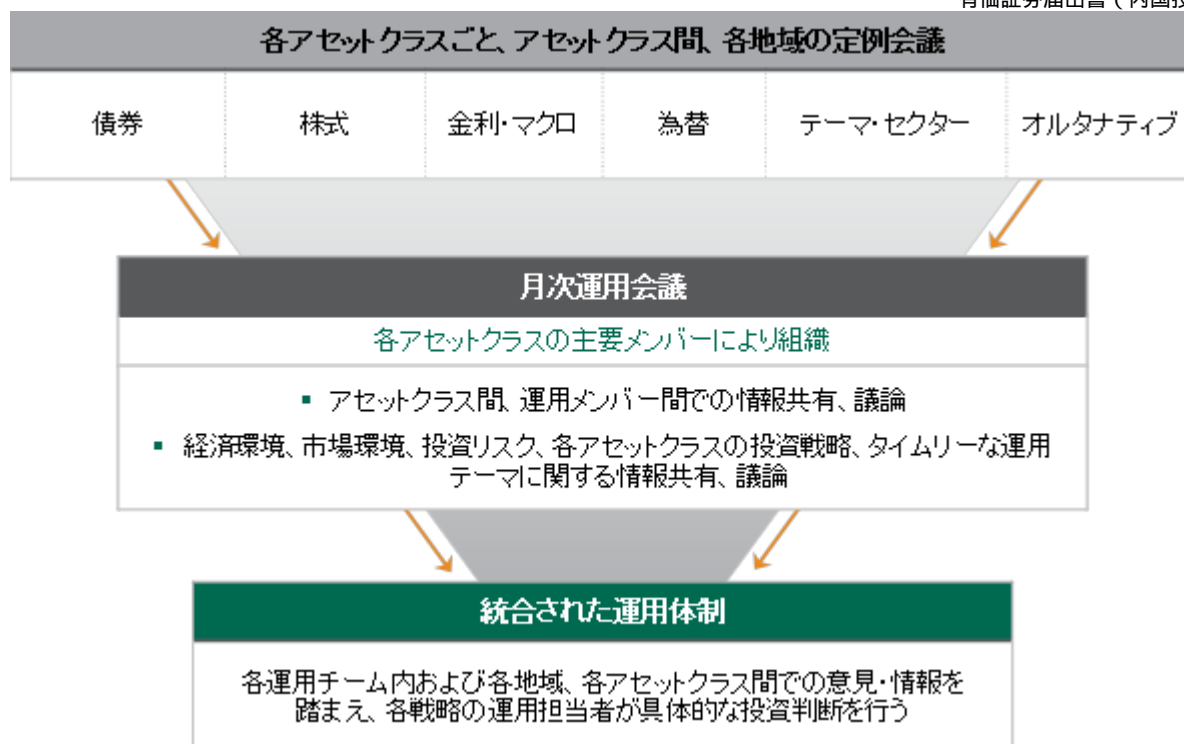 有価証券届出書（内国投
各アセットクラスごと、アセットクラス間、各地域の定例会議
債券 株式 金利・マクロ 為替 テーマ・セクター オルタナティブ
月次運用会議
各アセットクラスの主要メンバーにより組織
▪ アセットクラス間、運用メンバー間での情報共有、議論
▪ 経済環境、市場環境、投資リスク、各アセットクラスの投資戦略、タイムリーな運用
テーマに関する情報共有、議論
統合された運用体制
各運用チーム内および各地域、各アセットクラス間での意見・情報を
踏まえ、各戦略の運用担当者が具体的な投資判断を行う